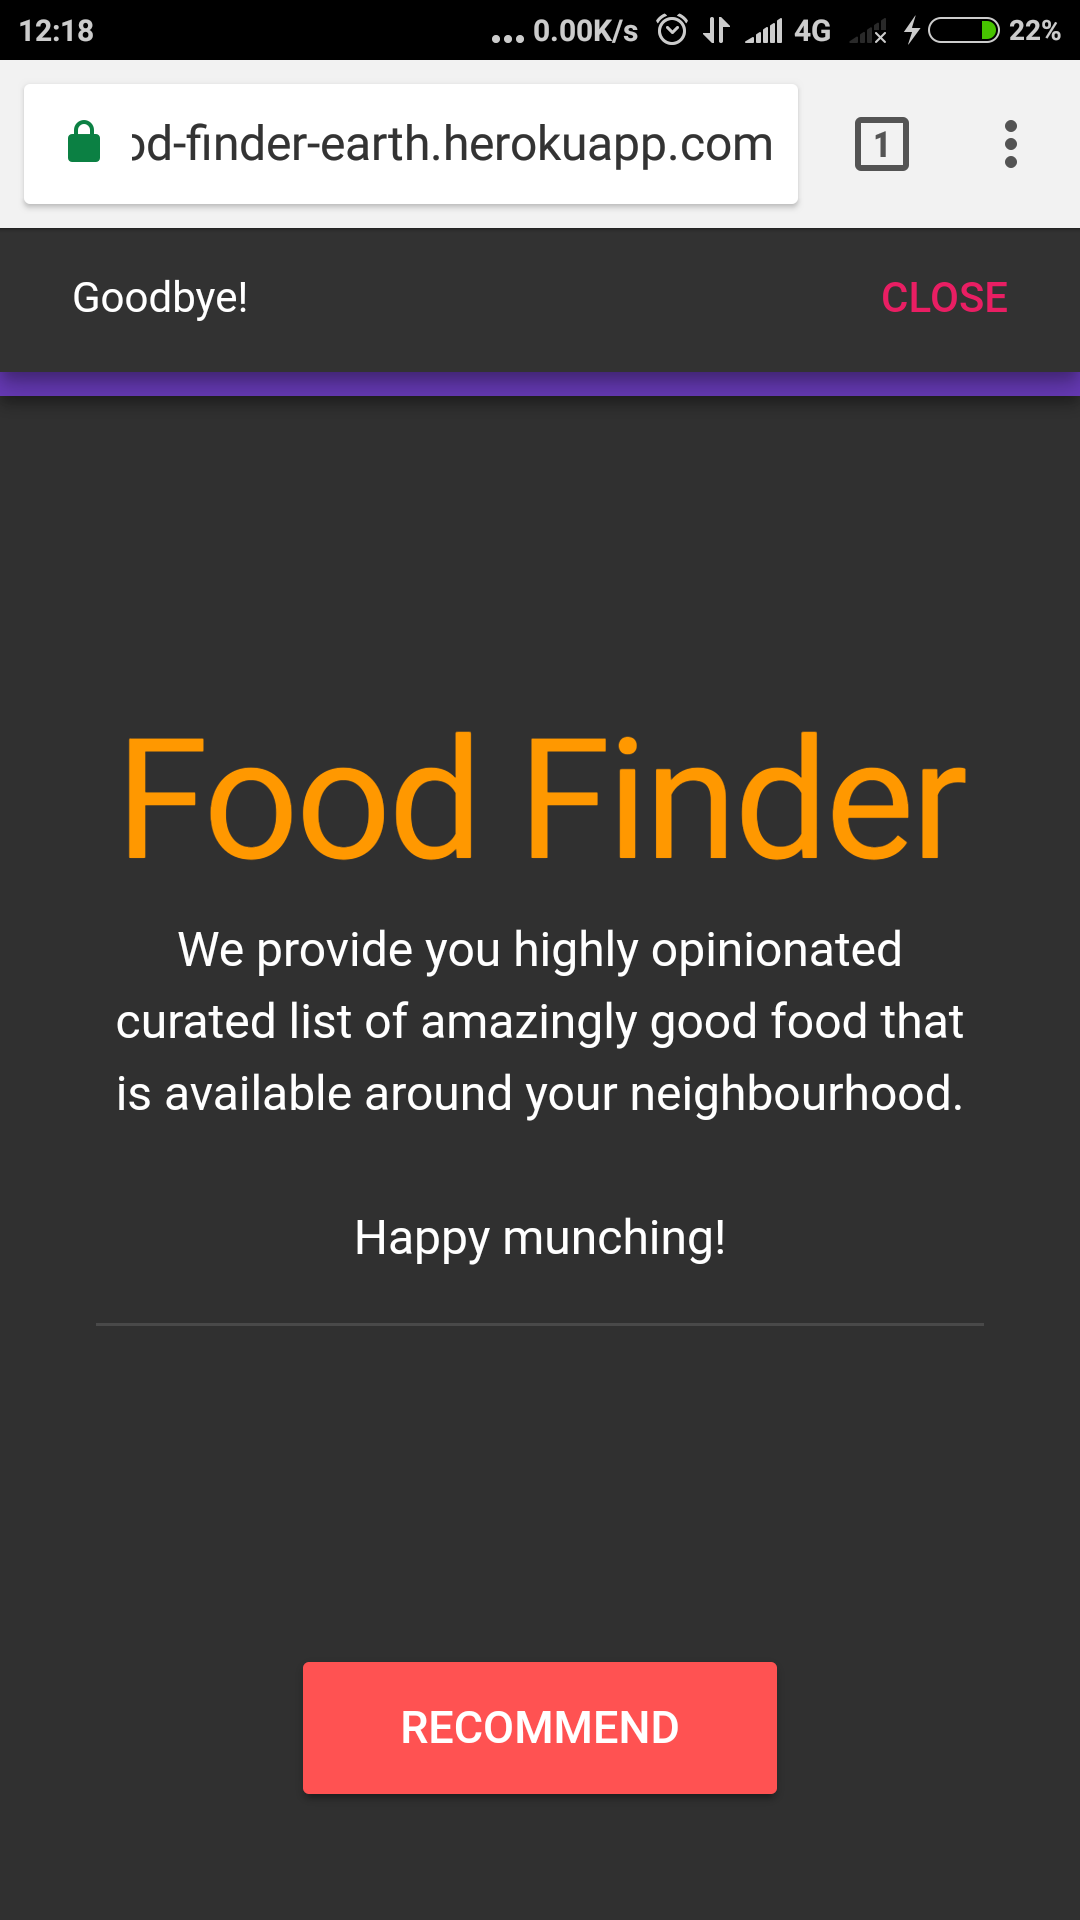 12:18
... 0.00K/s 4G 22%
od-finder-earth.herokuapp.com
1
Goodbye!
CLOSE
Food Finder
We provide you highly opinionated
curated list of amazingly good food that
is available around your neighbourhood.
Happy munching!
RECOMMEND